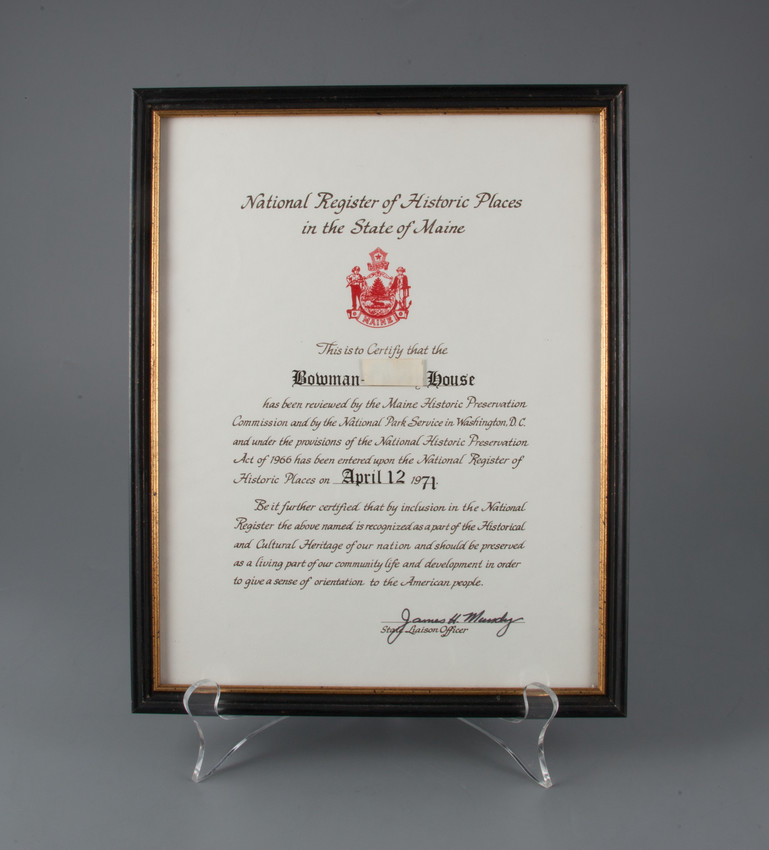 National Register of Historic Places
in the State of Maine
MAINE
This is to Certify that the
Bowman- House
has been reviewed by the Maine Historic Preservation
Commission and by the National Park Service in Washington, D.C.
and under the provisions of the National Historic Preservation
Act of 1966 has been entered upon the National Register of
Historic Places on April 12 1971.
Be it further certified that by inclusion in the National
Register the above named is recognized as a part of the Historical
and Cultural Heritage of our nation and should be preserved
as a living part of our community life and development in order
to give a sense of orientation to the American people.
James H. Mundy
State Liaison Officer